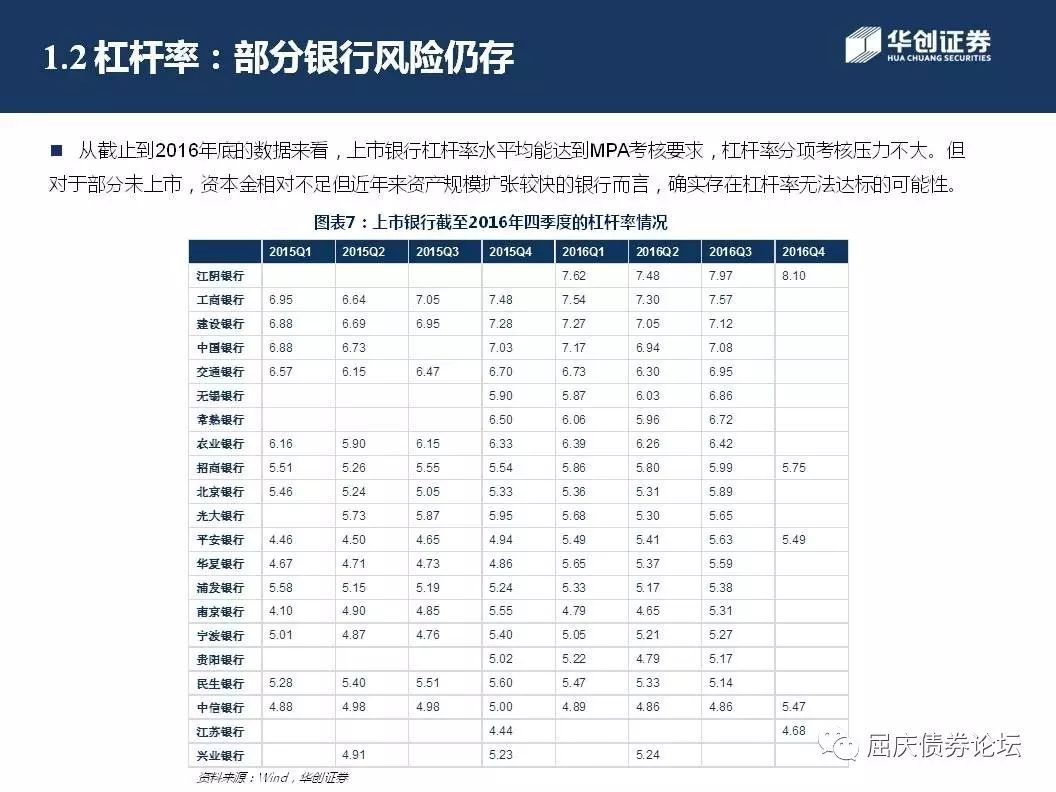 1.2 杠杆率：部分银行风险仍存
华创证券
HUA CHUANG SECURITIES
■ 从截止到2016年底的数据来看，上市银行杠杆率水平均能达到MPA考核要求，杠杆率分项考核压力不大。但
对于部分未上市，资本金相对不足但近年来资产规模扩张较快的银行而言，确实存在杠杆率无法达标的可能性。
图表7：上市银行截至2016年四季度的杠杆率情况
2015Q1 2015Q2 2015Q3 2015Q4 2016Q1 2016Q2 2016Q3 2016Q4
江阴银行 7.62 7.48 7.97 8.10
工商银行 6.95 6.64 7.05 7.48 7.54 7.30 7.57
建设银行 6.88 6.69 6.95 7.28 7.27 7.05 7.12
中国银行 6.88 6.73 7.03 7.17 6.94 7.08
交通银行 6.57 6.15 6.47 6.70 6.73 6.30 6.95
无锡银行 5.90 5.87 6.03 6.86
常熟银行 6.50 6.06 5.96 6.72
农业银行 6.16 5.90 6.15 6.33 6.39 6.26 6.42
招商银行 5.51 5.26 5.55 5.54 5.86 5.80 5.99 5.75
北京银行 5.46 5.24 5.05 5.33 5.36 5.31 5.89
光大银行 5.73 5.87 5.95 5.68 5.30 5.65
平安银行 4.46 4.50 4.65 4.94 5.49 5.41 5.63 5.49
华夏银行 4.67 4.71 4.73 4.86 5.65 5.37 5.59
浦发银行 5.58 5.15 5.19 5.24 5.33 5.17 5.38
南京银行 4.10 4.90 4.85 5.55 4.79 4.65 5.31
宁波银行 5.01 4.87 4.76 5.40 5.05 5.21 5.27
贵阳银行 5.02 5.22 4.79 5.17
民生银行 5.28 5.40 5.51 5.60 5.47 5.33 5.14
中信银行 4.88 4.98 4.98 5.00 4.89 4.86 4.86 5.47
江苏银行 4.44 4.68
兴业银行 4.91 5.23 5.24
资料来源：Wind，华创证券
屈庆债券论坛